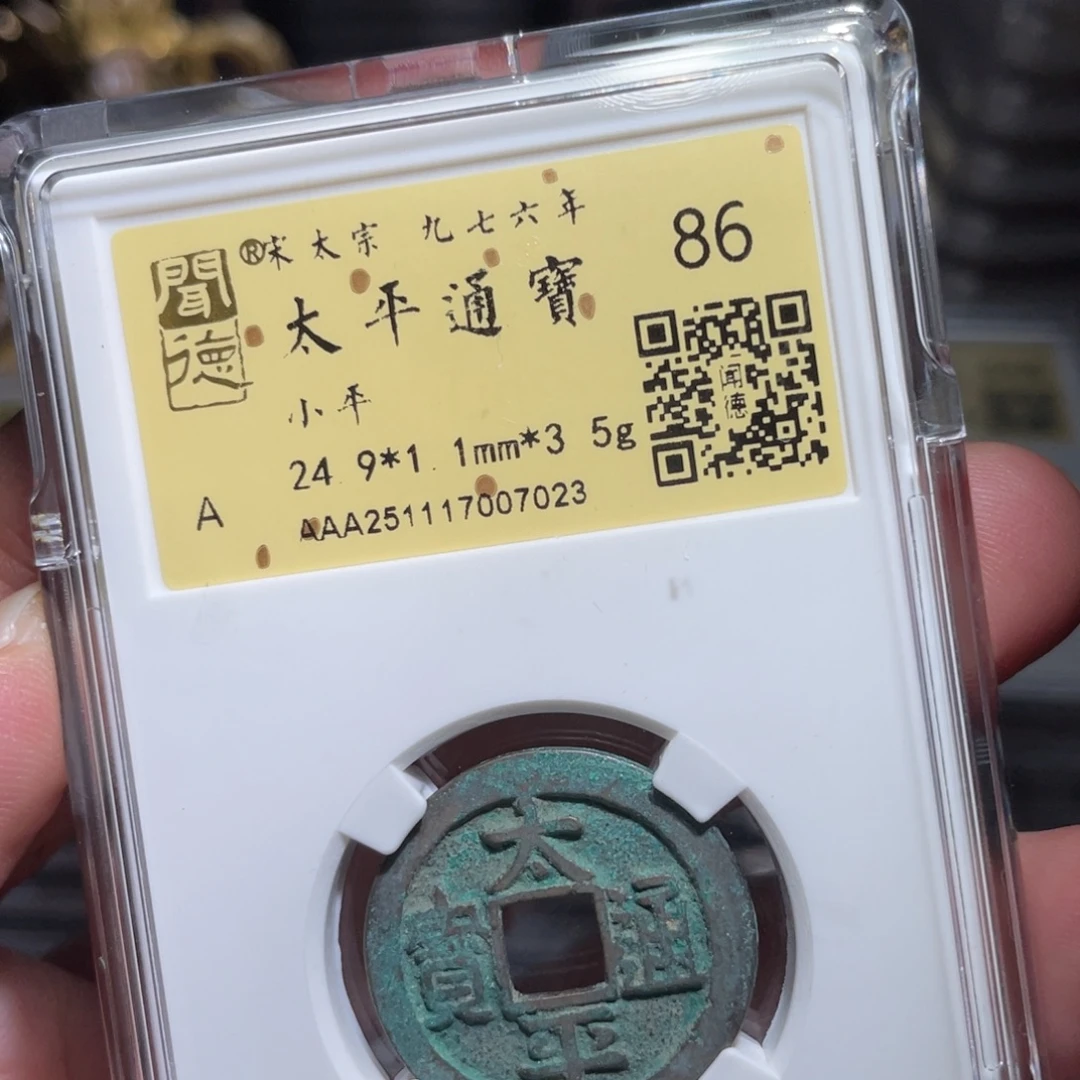 聞德
®宋太宗 九七六年
86
太平通寶
闻德
小平
24.9*1.1mm*3.5g
A
AAA251117007023
太平通寶